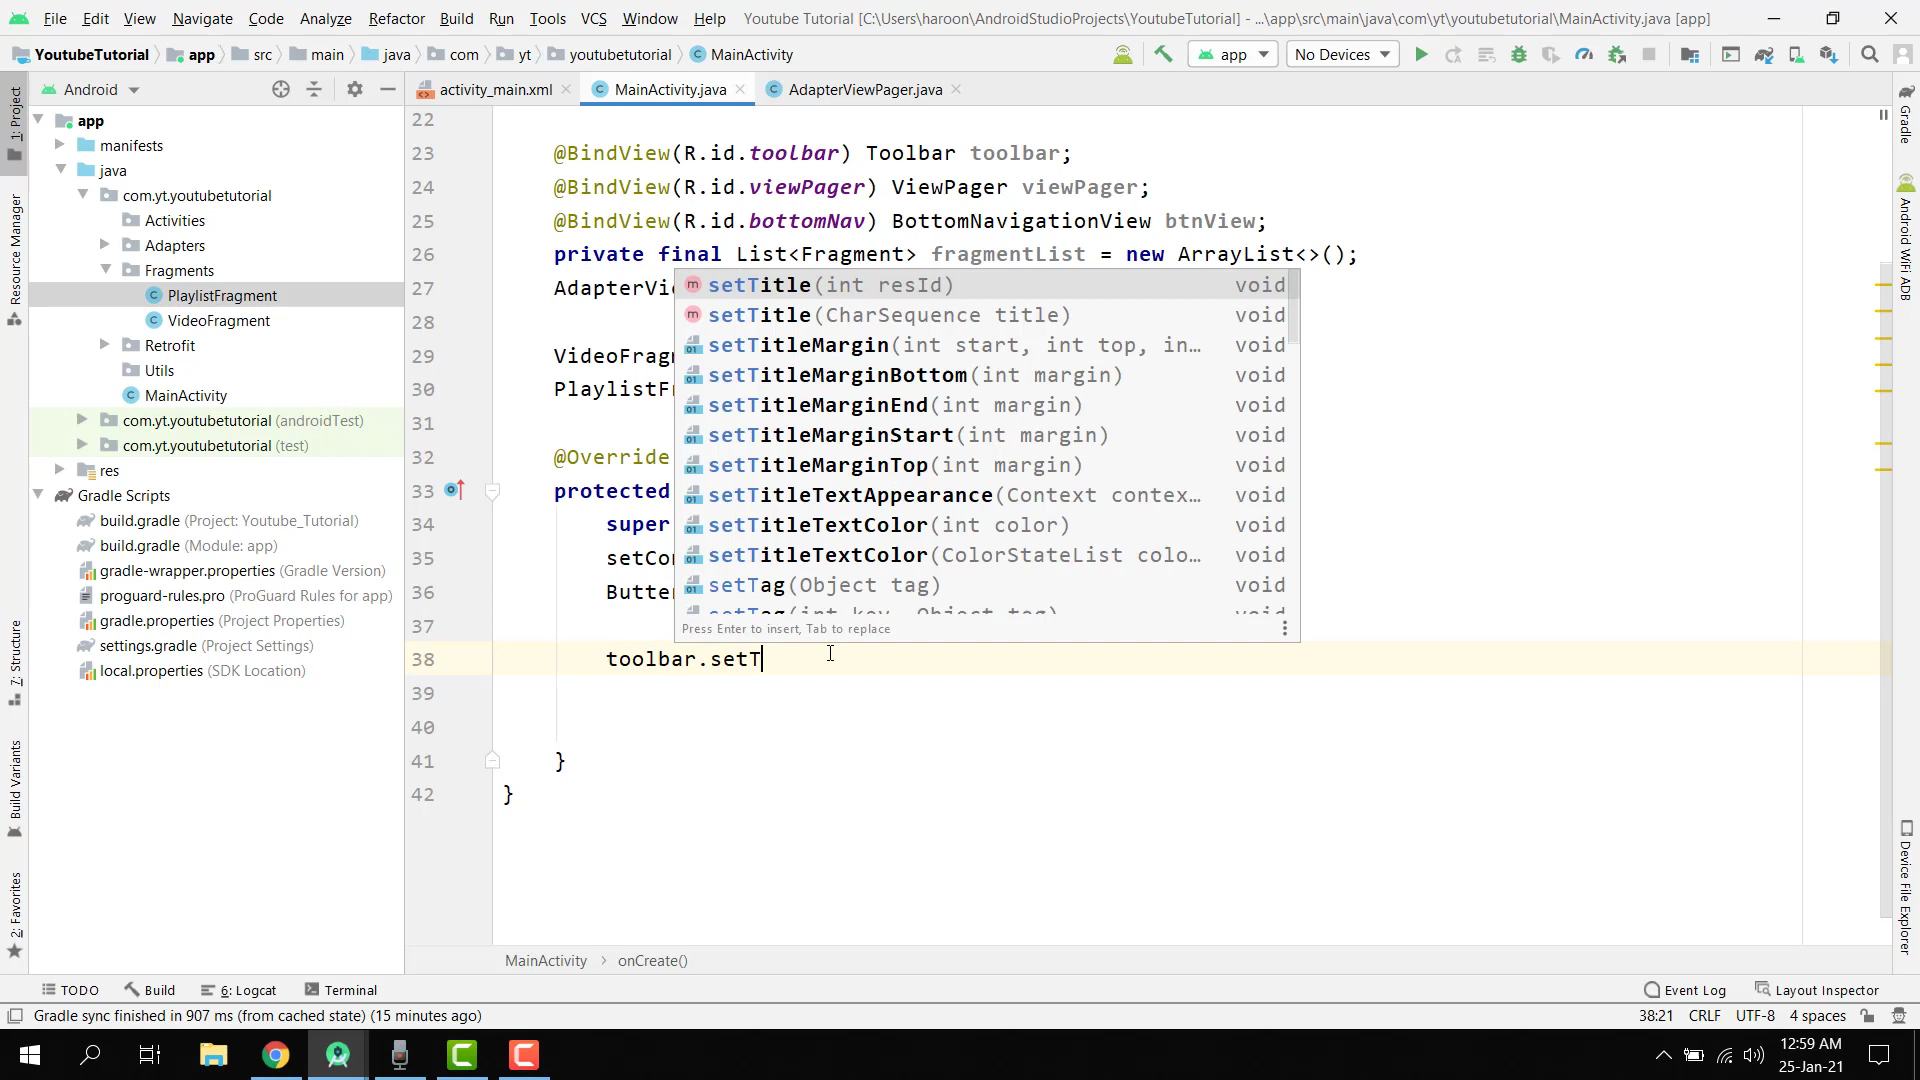 File Edit View Navigate Code Analyze Refactor Build Run Tools VCS Window Help Youtube Tutorial [C:\Users\haroon\AndroidStudioProjects\YoutubeTutorial] - ...\app\src\main\java\com\yt\youtubetutorial\MainActivity.java [app]
YoutubeTutorial app src main java com yt youtubetutorial MainActivity app No Devices
Android activity_main.xml MainActivity.java AdapterViewPager.java
1: Project
Resource Manager
7: Structure
Build Variants
2: Favorites
app
manifests
java
com.yt.youtubetutorial
Activities
Adapters
Fragments
PlaylistFragment
VideoFragment
Retrofit
Utils
MainActivity
com.yt.youtubetutorial (androidTest)
com.yt.youtubetutorial (test)
res
Gradle Scripts
build.gradle (Project: Youtube_Tutorial)
build.gradle (Module: app)
gradle-wrapper.properties (Gradle Version)
proguard-rules.pro (ProGuard Rules for app)
gradle.properties (Project Properties)
settings.gradle (Project Settings)
local.properties (SDK Location)
22
23 @BindView(R.id.toolbar) Toolbar toolbar;
24 @BindView(R.id.viewPager) ViewPager viewPager;
25 @BindView(R.id.bottomNav) BottomNavigationView btnView;
26 private final List<Fragment> fragmentList = new ArrayList<>();
27 AdapterVie
28
29 VideoFragm
30 PlaylistFr
31
32 @Override
33 protected
34 super
35 setCon
36 Butter
37
38 toolbar.setT
39
40
41 }
42 }
setTitle(int resId) void
setTitle(CharSequence title) void
setTitleMargin(int start, int top, in… void
setTitleMarginBottom(int margin) void
setTitleMarginEnd(int margin) void
setTitleMarginStart(int margin) void
setTitleMarginTop(int margin) void
setTitleTextAppearance(Context contex… void
setTitleTextColor(int color) void
setTitleTextColor(ColorStateList colo… void
setTag(Object tag) void
setTag(int key, Object tag) void
Press Enter to insert, Tab to replace
MainActivity onCreate()
Gradle
Android WiFi ADB
Device File Explorer
TODO Build 6: Logcat Terminal Event Log Layout Inspector
Gradle sync finished in 907 ms (from cached state) (15 minutes ago) 38:21 CRLF UTF-8 4 spaces
12:59 AM
25-Jan-21